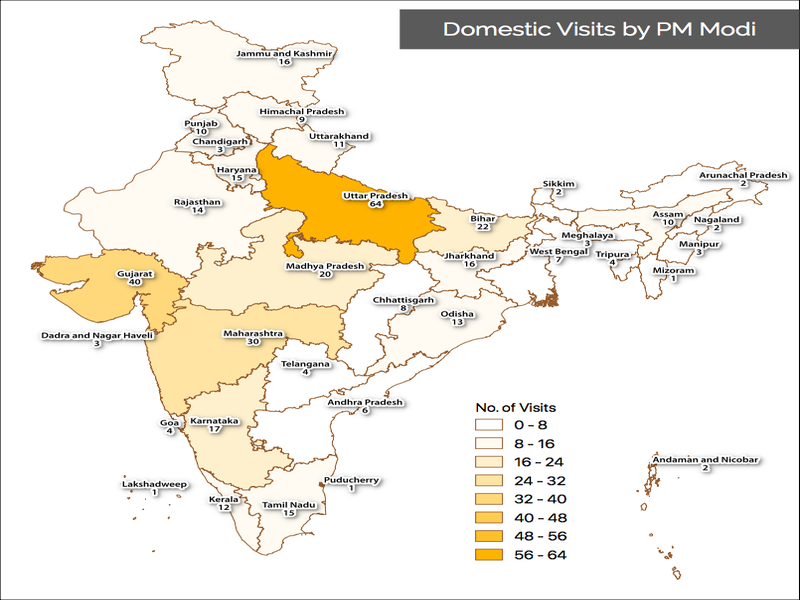 Domestic Visits by PM Modi
Jammu and Kashmir
16
Himachal Pradesh
9
Punjab
10
Chandigarh
3
Uttarakhand
11
Haryana
15
Rajasthan
14
Uttar Pradesh
64
Sikkim
2
Arunachal Pradesh
2
Bihar
22
Assam
10
Nagaland
2
Meghalaya
3
Manipur
3
Jharkhand
16
West Bengal
7
Tripura
4
Mizoram
1
Gujarat
40
Madhya Pradesh
20
Chhattisgarh
8
Odisha
13
Dadra and Nagar Haveli
3
Maharashtra
30
Telangana
4
Andhra Pradesh
6
Goa
4
Karnataka
17
Lakshadweep
1
Kerala
12
Tamil Nadu
15
Puducherry
1
Andaman and Nicobar
2
No. of Visits
0 - 8
8 - 16
16 - 24
24 - 32
32 - 40
40 - 48
48 - 56
56 - 64